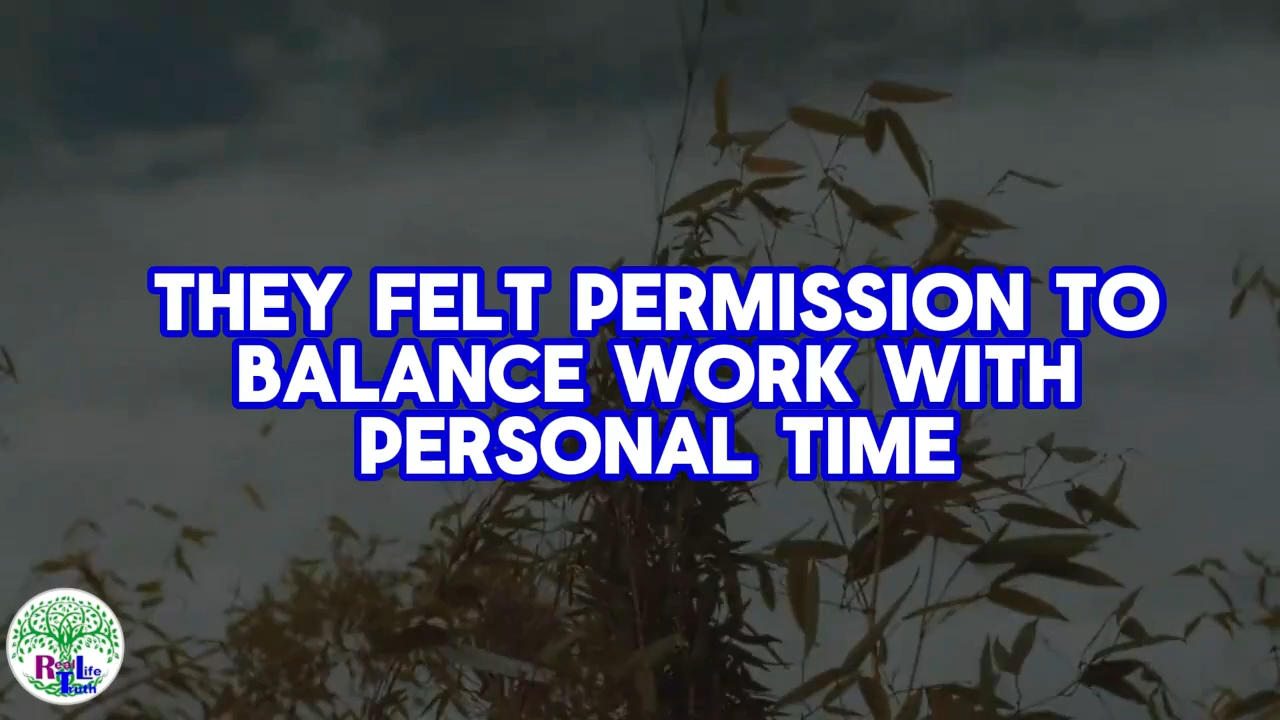 THEY FELT PERMISSION TO
BALANCE WORK WITH
PERSONAL TIME
Real Life
Truth